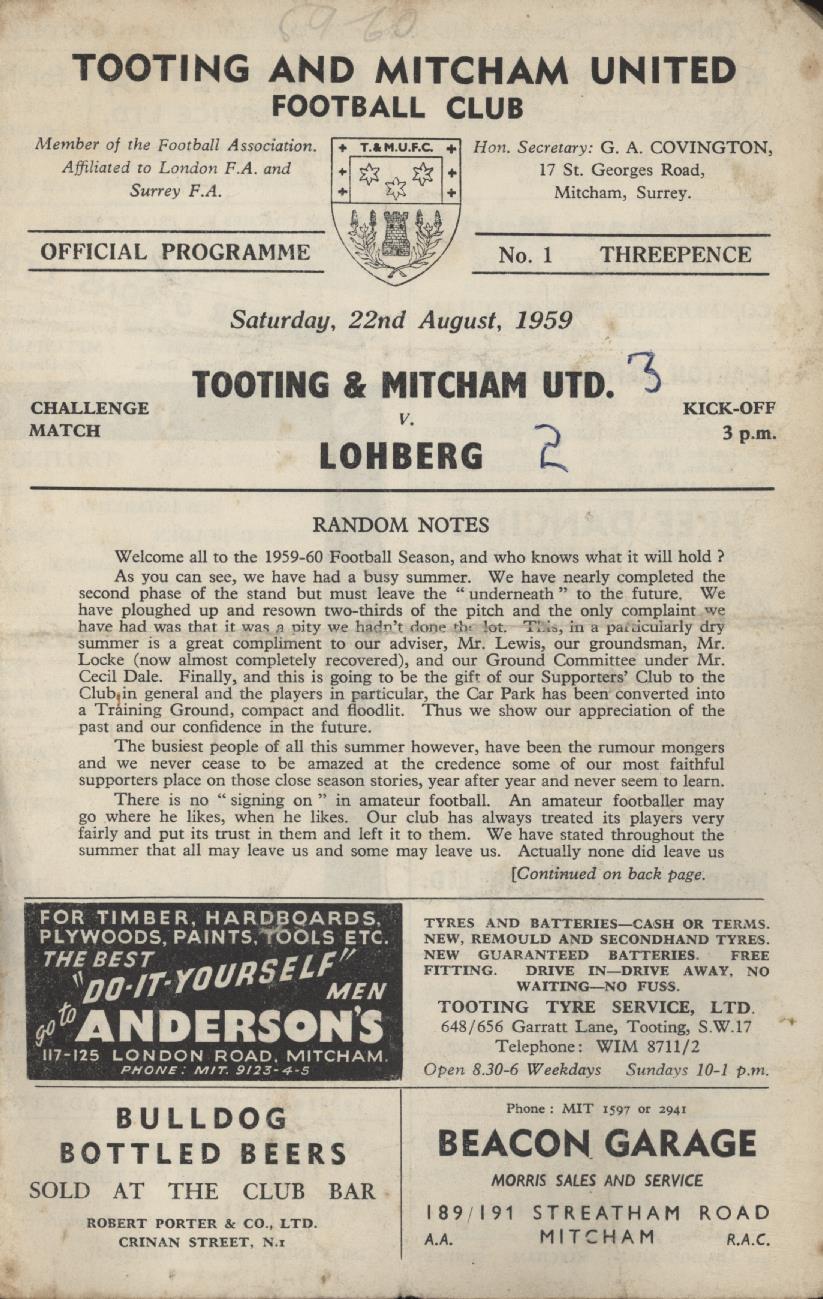 59-60
TOOTING AND MITCHAM UNITED
FOOTBALL CLUB
Member of the Football Association.
Affiliated to London F.A. and
Surrey F.A.
T.&M.U.F.C.
Hon. Secretary: G. A. COVINGTON,
17 St. Georges Road,
Mitcham, Surrey.
OFFICIAL PROGRAMME
No. 1 THREEPENCE
Saturday, 22nd August, 1959
TOOTING & MITCHAM UTD. 3
CHALLENGE
MATCH
v.
KICK-OFF
3 p.m.
LOHBERG 2
RANDOM NOTES
Welcome all to the 1959-60 Football Season, and who knows what it will hold ?
As you can see, we have had a busy summer. We have nearly completed the
second phase of the stand but must leave the " underneath " to the future. We
have ploughed up and resown two-thirds of the pitch and the only complaint we
have had was that it was a pity we hadn't done the lot. This, in a particularly dry
summer is a great compliment to our adviser, Mr. Lewis, our groundsman, Mr.
Locke (now almost completely recovered), and our Ground Committee under Mr.
Cecil Dale. Finally, and this is going to be the gift of our Supporters' Club to the
Club in general and the players in particular, the Car Park has been converted into
a Training Ground, compact and floodlit. Thus we show our appreciation of the
past and our confidence in the future.
The busiest people of all this summer however, have been the rumour mongers
and we never cease to be amazed at the credence some of our most faithful
supporters place on those close season stories, year after year and never seem to learn.
There is no " signing on " in amateur football. An amateur footballer may
go where he likes, when he likes. Our club has always treated its players very
fairly and put its trust in them and left it to them. We have stated throughout the
summer that all may leave us and some may leave us. Actually none did leave us
[Continued on back page.
FOR TIMBER, HARDBOARDS,
PLYWOODS, PAINTS, TOOLS ETC.
THE BEST
"DO-IT-YOURSELF"
MEN
go to ANDERSON'S
117-125 LONDON ROAD, MITCHAM.
PHONE: MIT. 9123-4-5
TYRES AND BATTERIES—CASH OR TERMS.
NEW, REMOULD AND SECONDHAND TYRES.
NEW GUARANTEED BATTERIES. FREE
FITTING. DRIVE IN—DRIVE AWAY, NO
WAITING—NO FUSS.
TOOTING TYRE SERVICE, LTD.
648/656 Garratt Lane, Tooting, S.W.17
Telephone: WIM 8711/2
Open 8.30-6 Weekdays Sundays 10-1 p.m.
BULLDOG
BOTTLED BEERS
SOLD AT THE CLUB BAR
ROBERT PORTER & CO., LTD.
CRINAN STREET, N.1
Phone : MIT 1597 or 2941
BEACON GARAGE
MORRIS SALES AND SERVICE
189/191 STREATHAM ROAD
A.A. MITCHAM R.A.C.